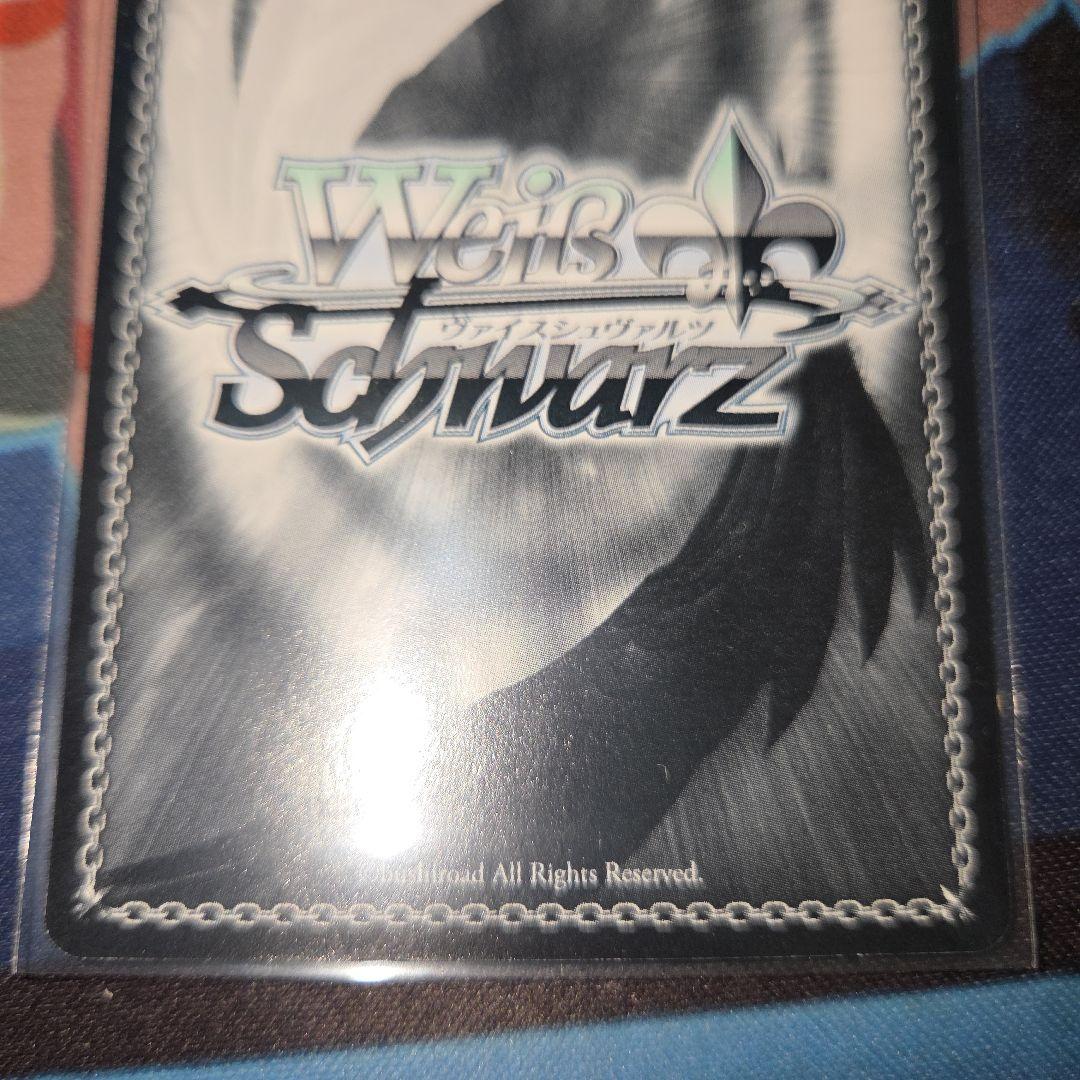 Weiß
ヴァイスシュヴァルツ
Schwarz
bushiroad All Rights Reserved.